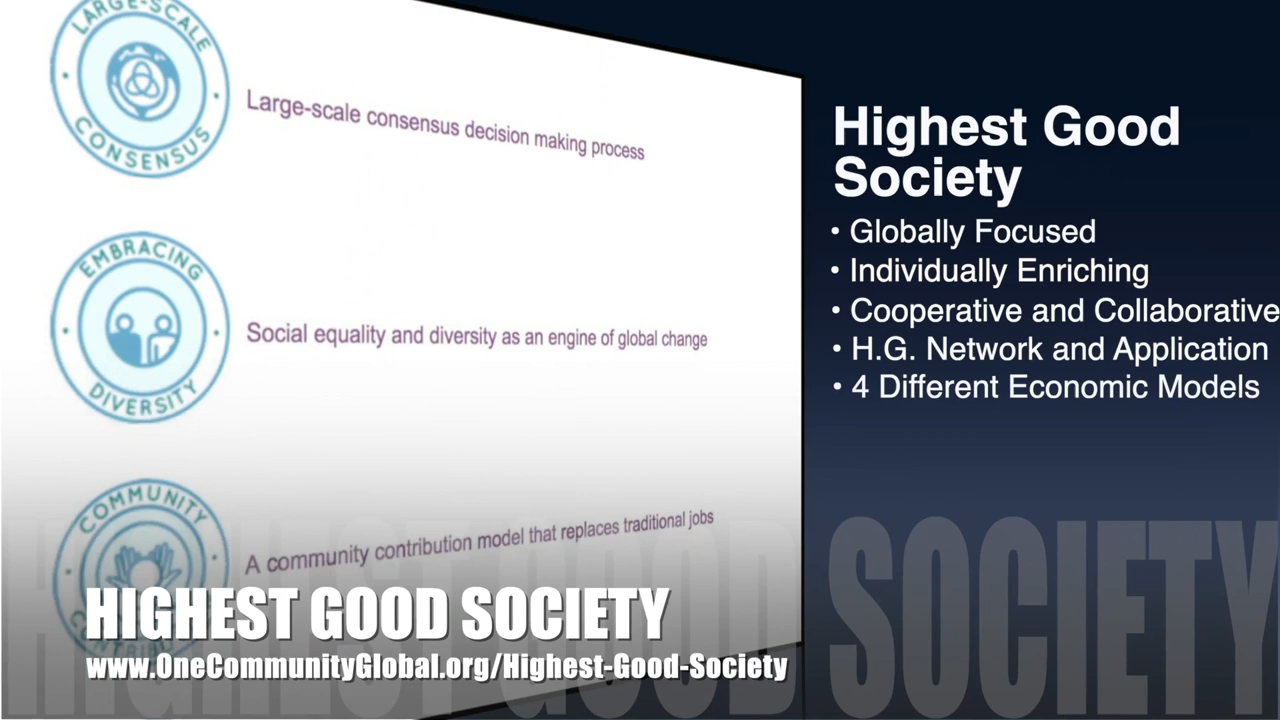 LARGE-SCALE
CONSENSUS
Large-scale consensus decision making process
EMBRACING
DIVERSITY
Social equality and diversity as an engine of global change
COMMUNITY
A community contribution model that replaces traditional jobs
Highest Good
Society
• Globally Focused
• Individually Enriching
• Cooperative and Collaborative
• H.G. Network and Application
• 4 Different Economic Models
HIGHEST GOOD SOCIETY
HIGHEST GOOD SOCIETY
www.OneCommunityGlobal.org/Highest-Good-Society